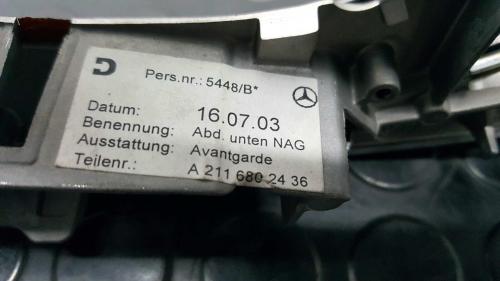 D Pers.nr.: 5448/B*
Datum: 16.07.03
Benennung: Abd. unten NAG
Ausstattung: Avantgarde
Teilenr.: A 211 680 24 36